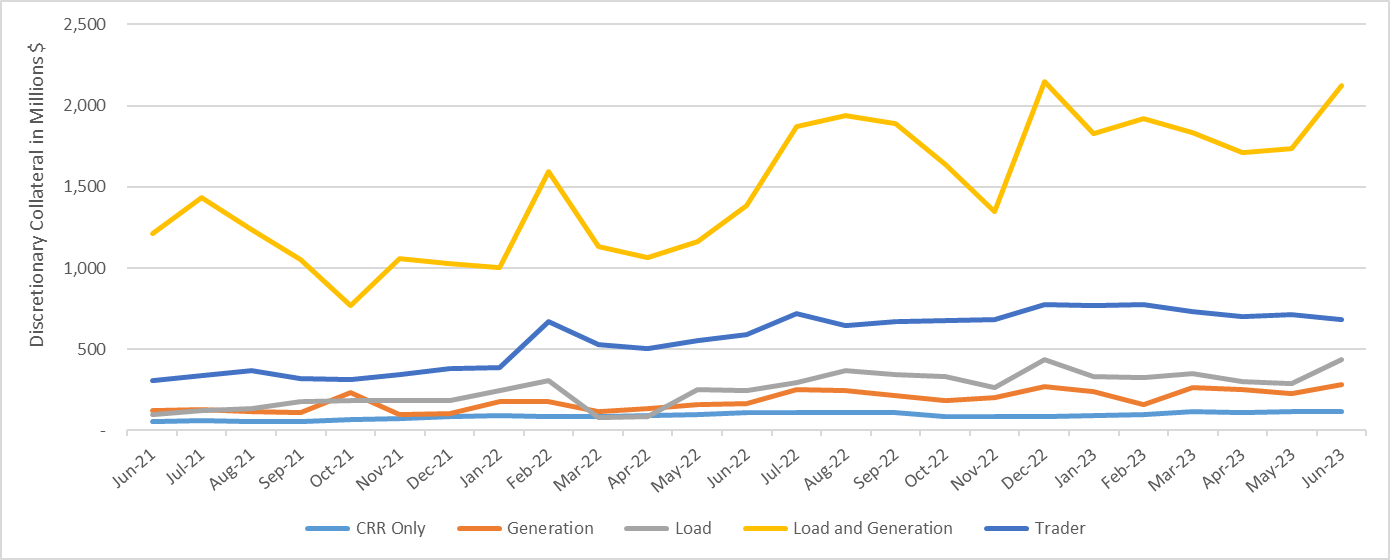 Discretionary Collateral in Millions $
2,500
2,000
1,500
1,000
500
-
Jun-21 Jul-21 Aug-21 Sep-21 Oct-21 Nov-21 Dec-21 Jan-22 Feb-22 Mar-22 Apr-22 May-22 Jun-22 Jul-22 Aug-22 Sep-22 Oct-22 Nov-22 Dec-22 Jan-23 Feb-23 Mar-23 Apr-23 May-23 Jun-23
CRR Only Generation Load Load and Generation Trader